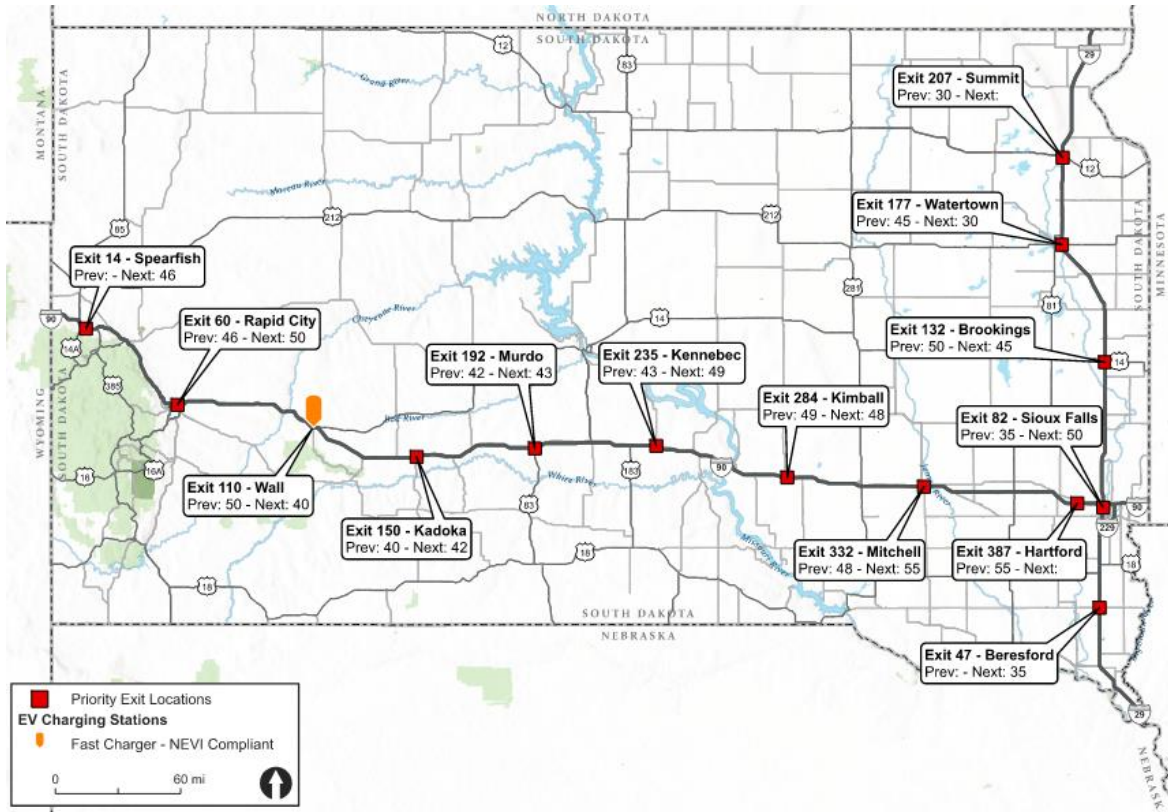 NORTH DAKOTA
SOUTH DAKOTA
12
83
29
Grand River
Exit 207 - Summit
Prev: 30 - Next:
MONTANA
SOUTH DAKOTA
12
Moreau River
Exit 177 - Watertown
Prev: 45 - Next: 30
212
212
85
SOUTH DAKOTA
MINNESOTA
Exit 14 - Spearfish
Prev: - Next: 46
281
81
Cheyenne River
90
14
Exit 60 - Rapid City
Prev: 46 - Next: 50
Exit 132 - Brookings
Prev: 50 - Next: 45
14
14A
Exit 192 - Murdo
Prev: 42 - Next: 43
Exit 235 - Kennebec
Prev: 43 - Next: 49
385
Exit 284 - Kimball
Prev: 49 - Next: 48
Exit 82 - Sioux Falls
Prev: 35 - Next: 50
Bad River
WYOMING
SOUTH DAKOTA
16
16A
183
90
White River
James River
90
229
Exit 110 - Wall
Prev: 50 - Next: 40
83
Exit 150 - Kadoka
Prev: 40 - Next: 42
Missouri River
Exit 332 - Mitchell
Prev: 48 - Next: 55
Exit 387 - Hartford
Prev: 55 - Next:
18
18
18
SOUTH DAKOTA
NEBRASKA
Exit 47 - Beresford
Prev: - Next: 35
29
NEBRASK
Priority Exit Locations
EV Charging Stations
Fast Charger - NEVI Compliant
0 60 mi